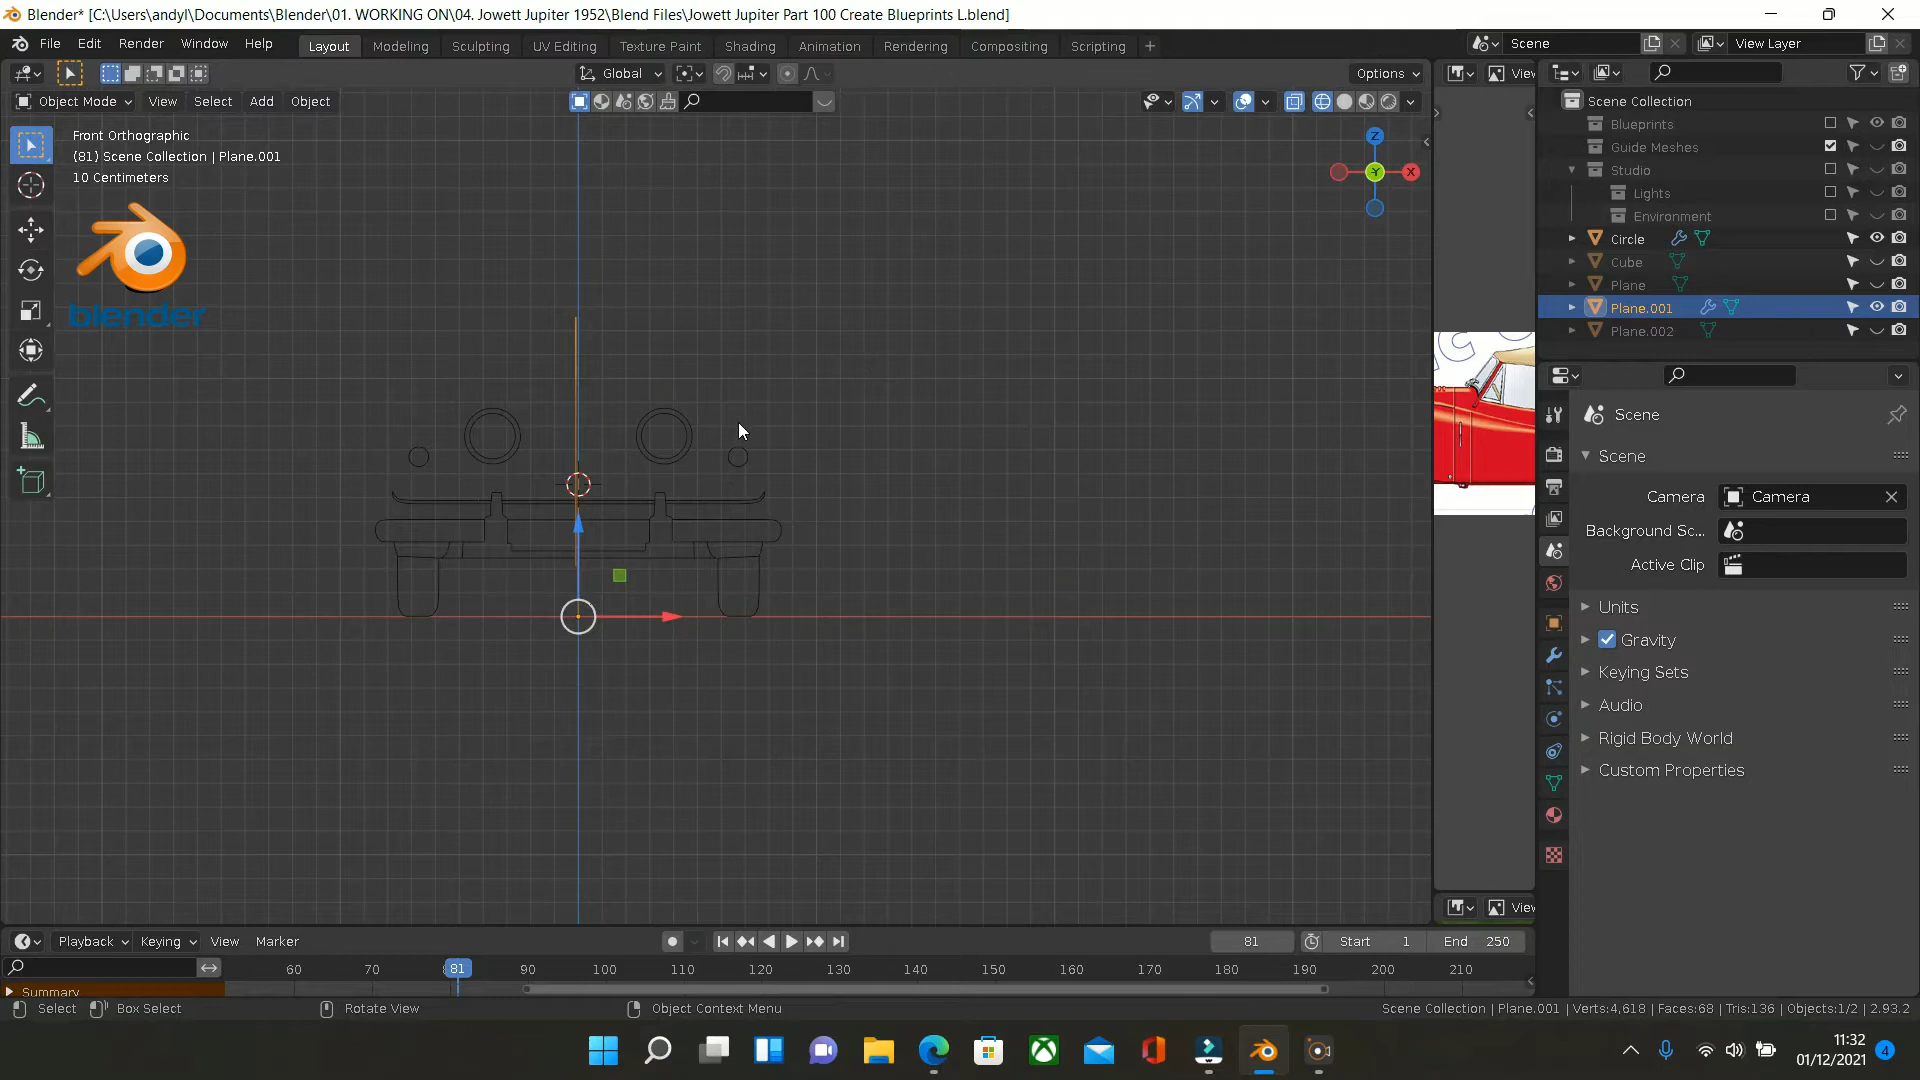 Blender* [C:\Users\andyl\Documents\Blender\01. WORKING ON\04. Jowett Jupiter 1952\Blend Files\Jowett Jupiter Part 100 Create Blueprints L.blend]
File Edit Render Window Help Layout Modeling Sculpting UV Editing Texture Paint Shading Animation Rendering Compositing Scripting + Scene View Layer
Global Options View
Object Mode View Select Add Object
Scene Collection
Front Orthographic
(81) Scene Collection | Plane.001
10 Centimeters
Z
Y X
blender
Blueprints
Guide Meshes
Studio
Lights
Environment
Circle
Cube
Plane
Plane.001
Plane.002
Scene
Scene
Camera Camera
Background Sc...
Active Clip
Units
Gravity
Keying Sets
Audio
Rigid Body World
Custom Properties
View
Playback Keying View Marker 81 Start 1 End 250
60 70 81 90 100 110 120 130 140 150 160 170 180 190 200 210
Summary
Select Box Select Rotate View Object Context Menu Scene Collection | Plane.001 | Verts:4,618 | Faces:68 | Tris:136 | Objects:1/2 | 2.93.2
11:32
01/12/2021
4